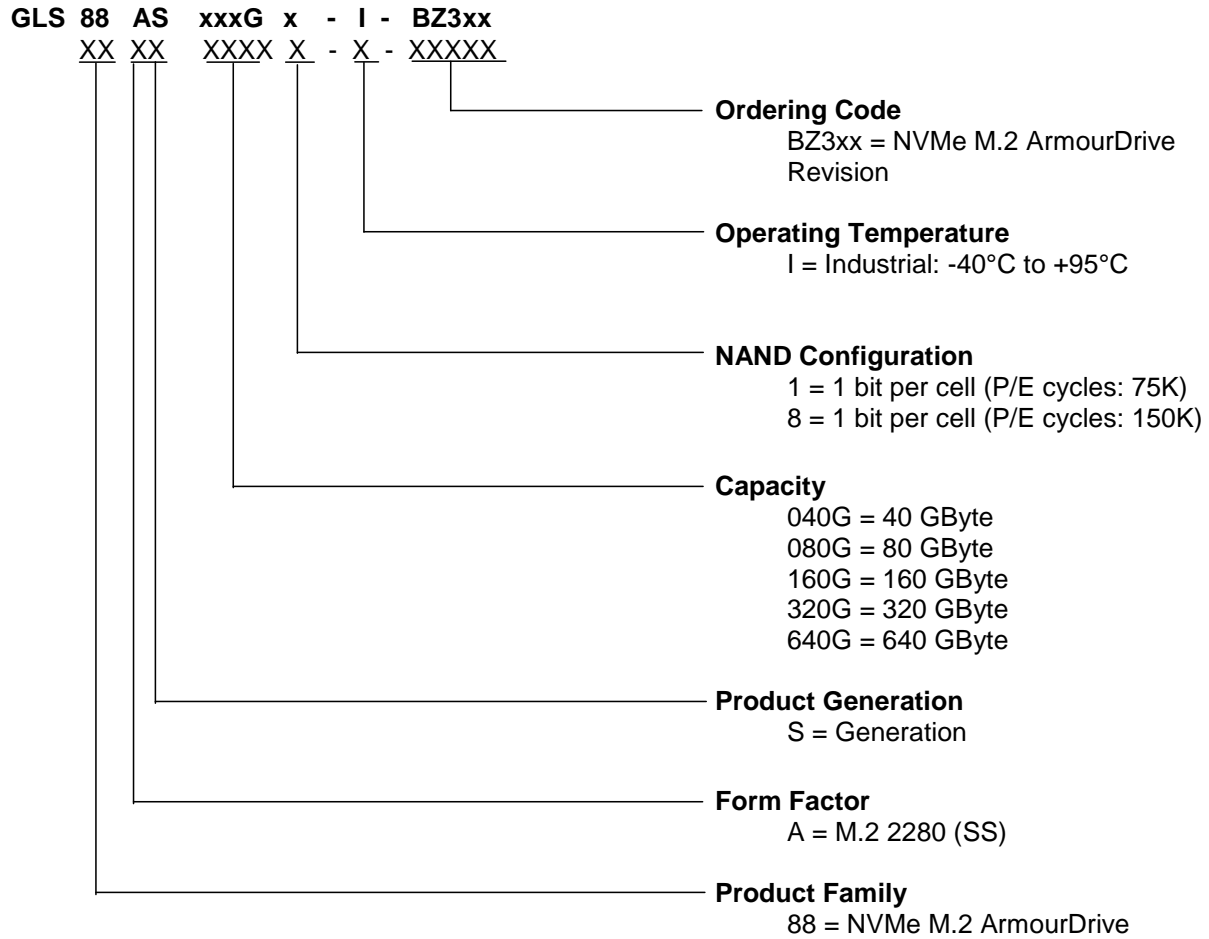 GLS 88 AS xxxG x - I - BZ3xx
XX XX XXXX X - X - XXXXX
Ordering Code
BZ3xx = NVMe M.2 ArmourDrive
Revision
Operating Temperature
I = Industrial: -40°C to +95°C
NAND Configuration
1 = 1 bit per cell (P/E cycles: 75K)
8 = 1 bit per cell (P/E cycles: 150K)
Capacity
040G = 40 GByte
080G = 80 GByte
160G = 160 GByte
320G = 320 GByte
640G = 640 GByte
Product Generation
S = Generation
Form Factor
A = M.2 2280 (SS)
Product Family
88 = NVMe M.2 ArmourDrive